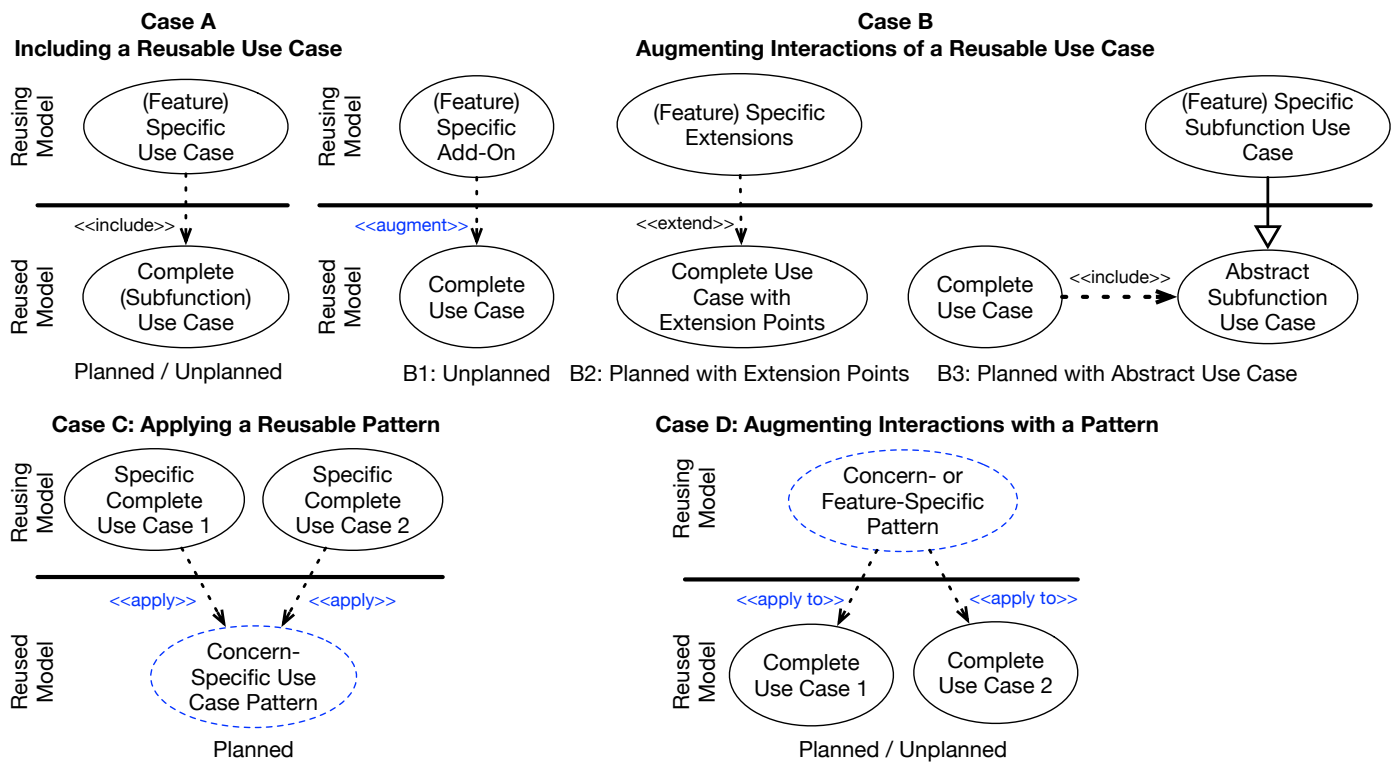 Case A
Including a Reusable Use Case
Case B
Augmenting Interactions of a Reusable Use Case
Reusing
Model
(Feature)
Specific
Use Case
<<include>>
Reused
Model
Complete
(Subfunction)
Use Case
Planned / Unplanned
Reusing
Model
(Feature)
Specific
Add-On
<<augment>>
Reused
Model
Complete
Use Case
B1: Unplanned
(Feature) Specific
Extensions
<<extend>>
Complete Use
Case with
Extension Points
B2: Planned with Extension Points
(Feature) Specific
Subfunction Use
Case
Complete
Use Case
<<include>>
Abstract
Subfunction
Use Case
B3: Planned with Abstract Use Case
Case C: Applying a Reusable Pattern
Reusing
Model
Specific
Complete
Use Case 1
Specific
Complete
Use Case 2
<<apply>>
<<apply>>
Reused
Model
Concern-
Specific Use
Case Pattern
Planned
Case D: Augmenting Interactions with a Pattern
Reusing
Model
Concern- or
Feature-Specific
Pattern
<<apply to>>
<<apply to>>
Reused
Model
Complete
Use Case 1
Complete
Use Case 2
Planned / Unplanned